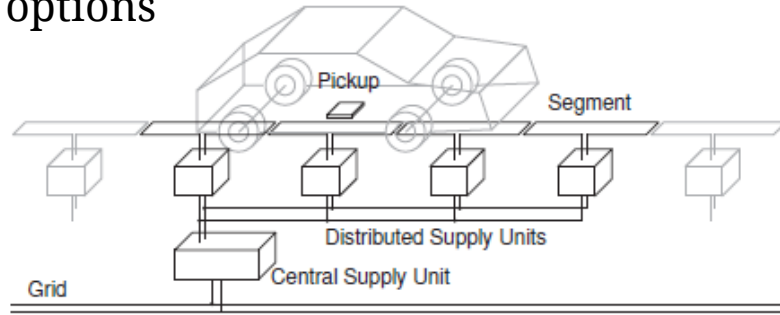 options
Pickup
Segment
Distributed Supply Units
Central Supply Unit
Grid